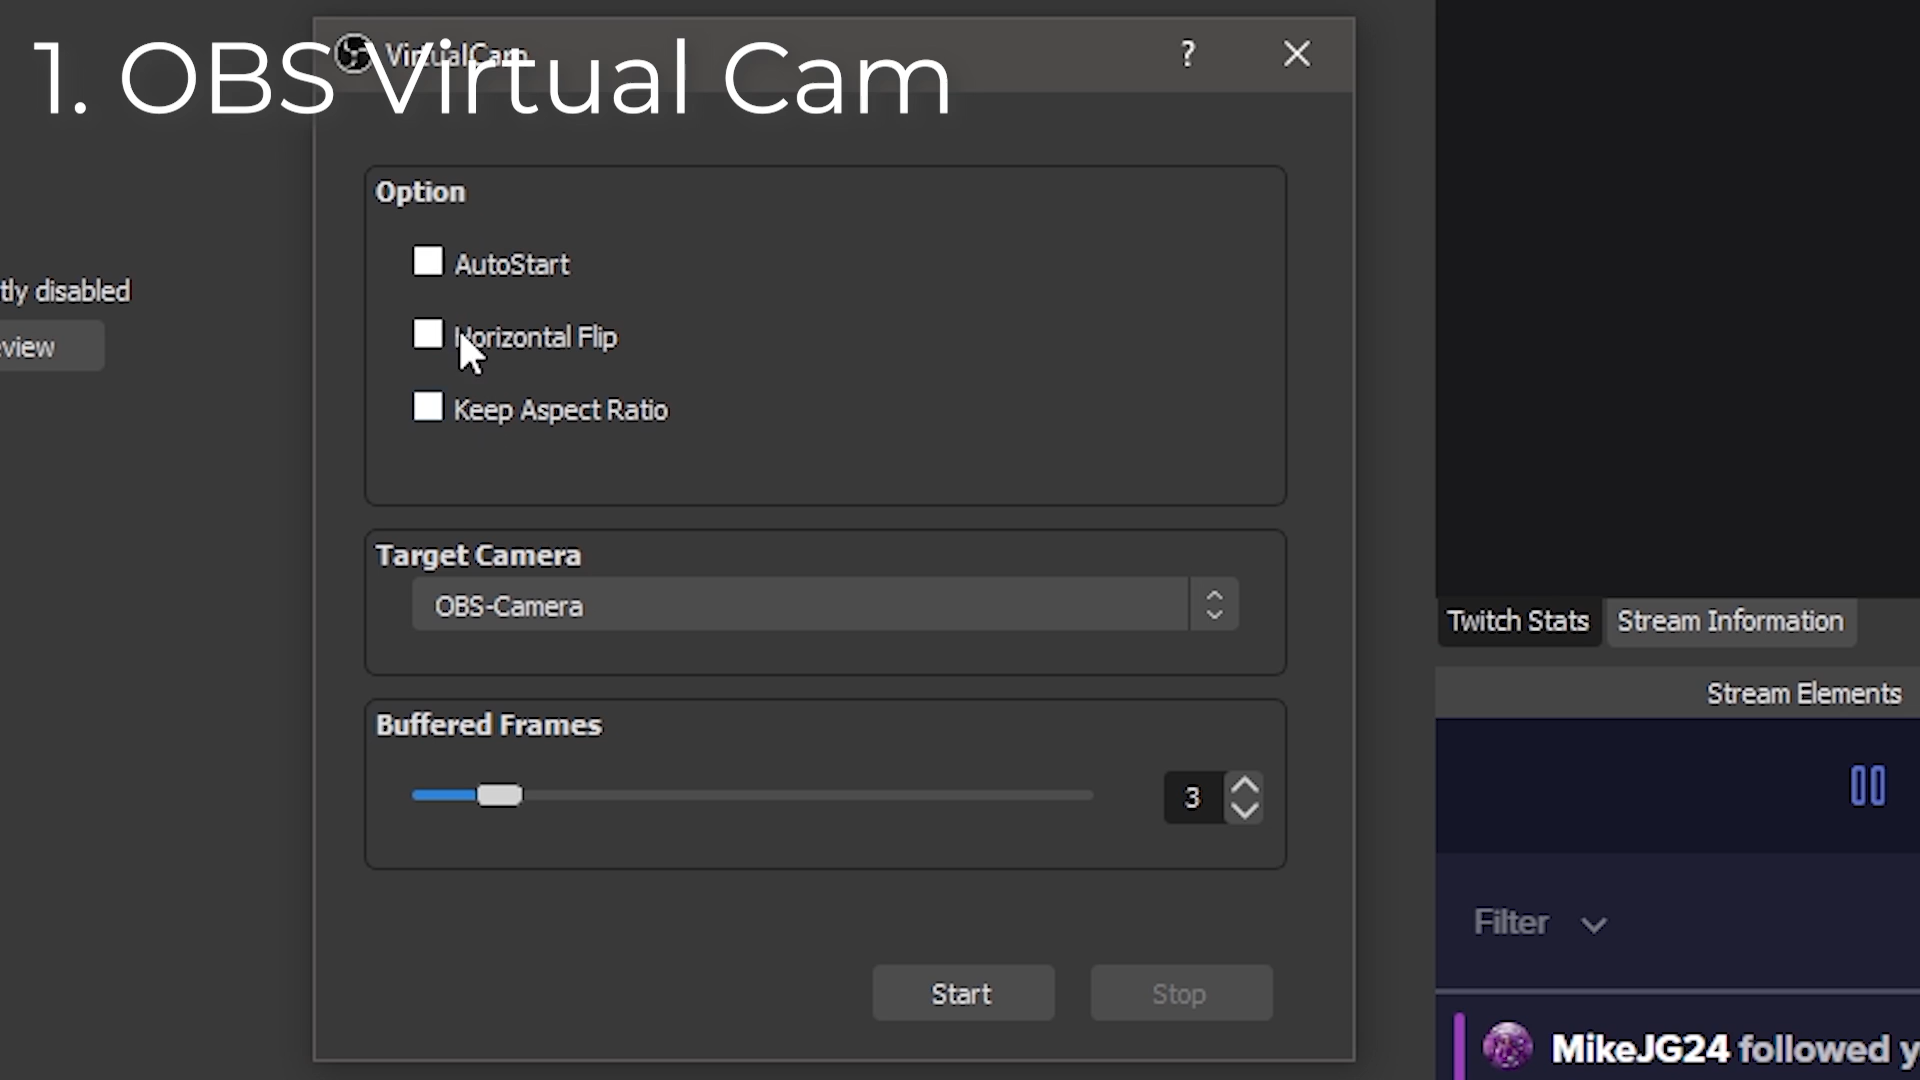 1. OBS Virtual Cam
VirtualCam
?
Option
AutoStart
Horizontal Flip
Keep Aspect Ratio
tly disabled
eview
Target Camera
OBS-Camera
Buffered Frames
3
Start
Stop
Twitch Stats
Stream Information
Stream Elements
Filter
MikeJG24 followed y